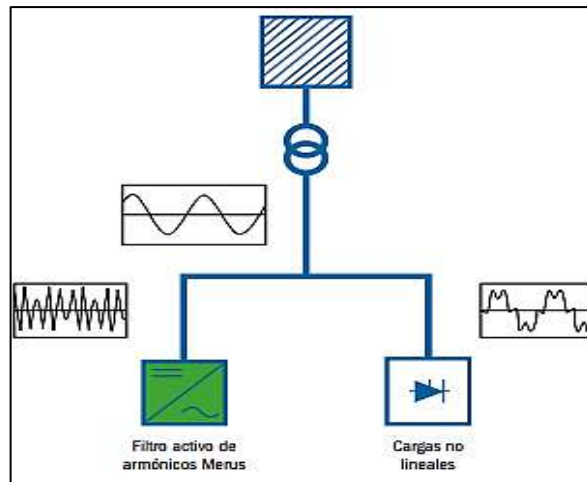 Filtro activo de
armónicos Merus
Cargas no
lineales